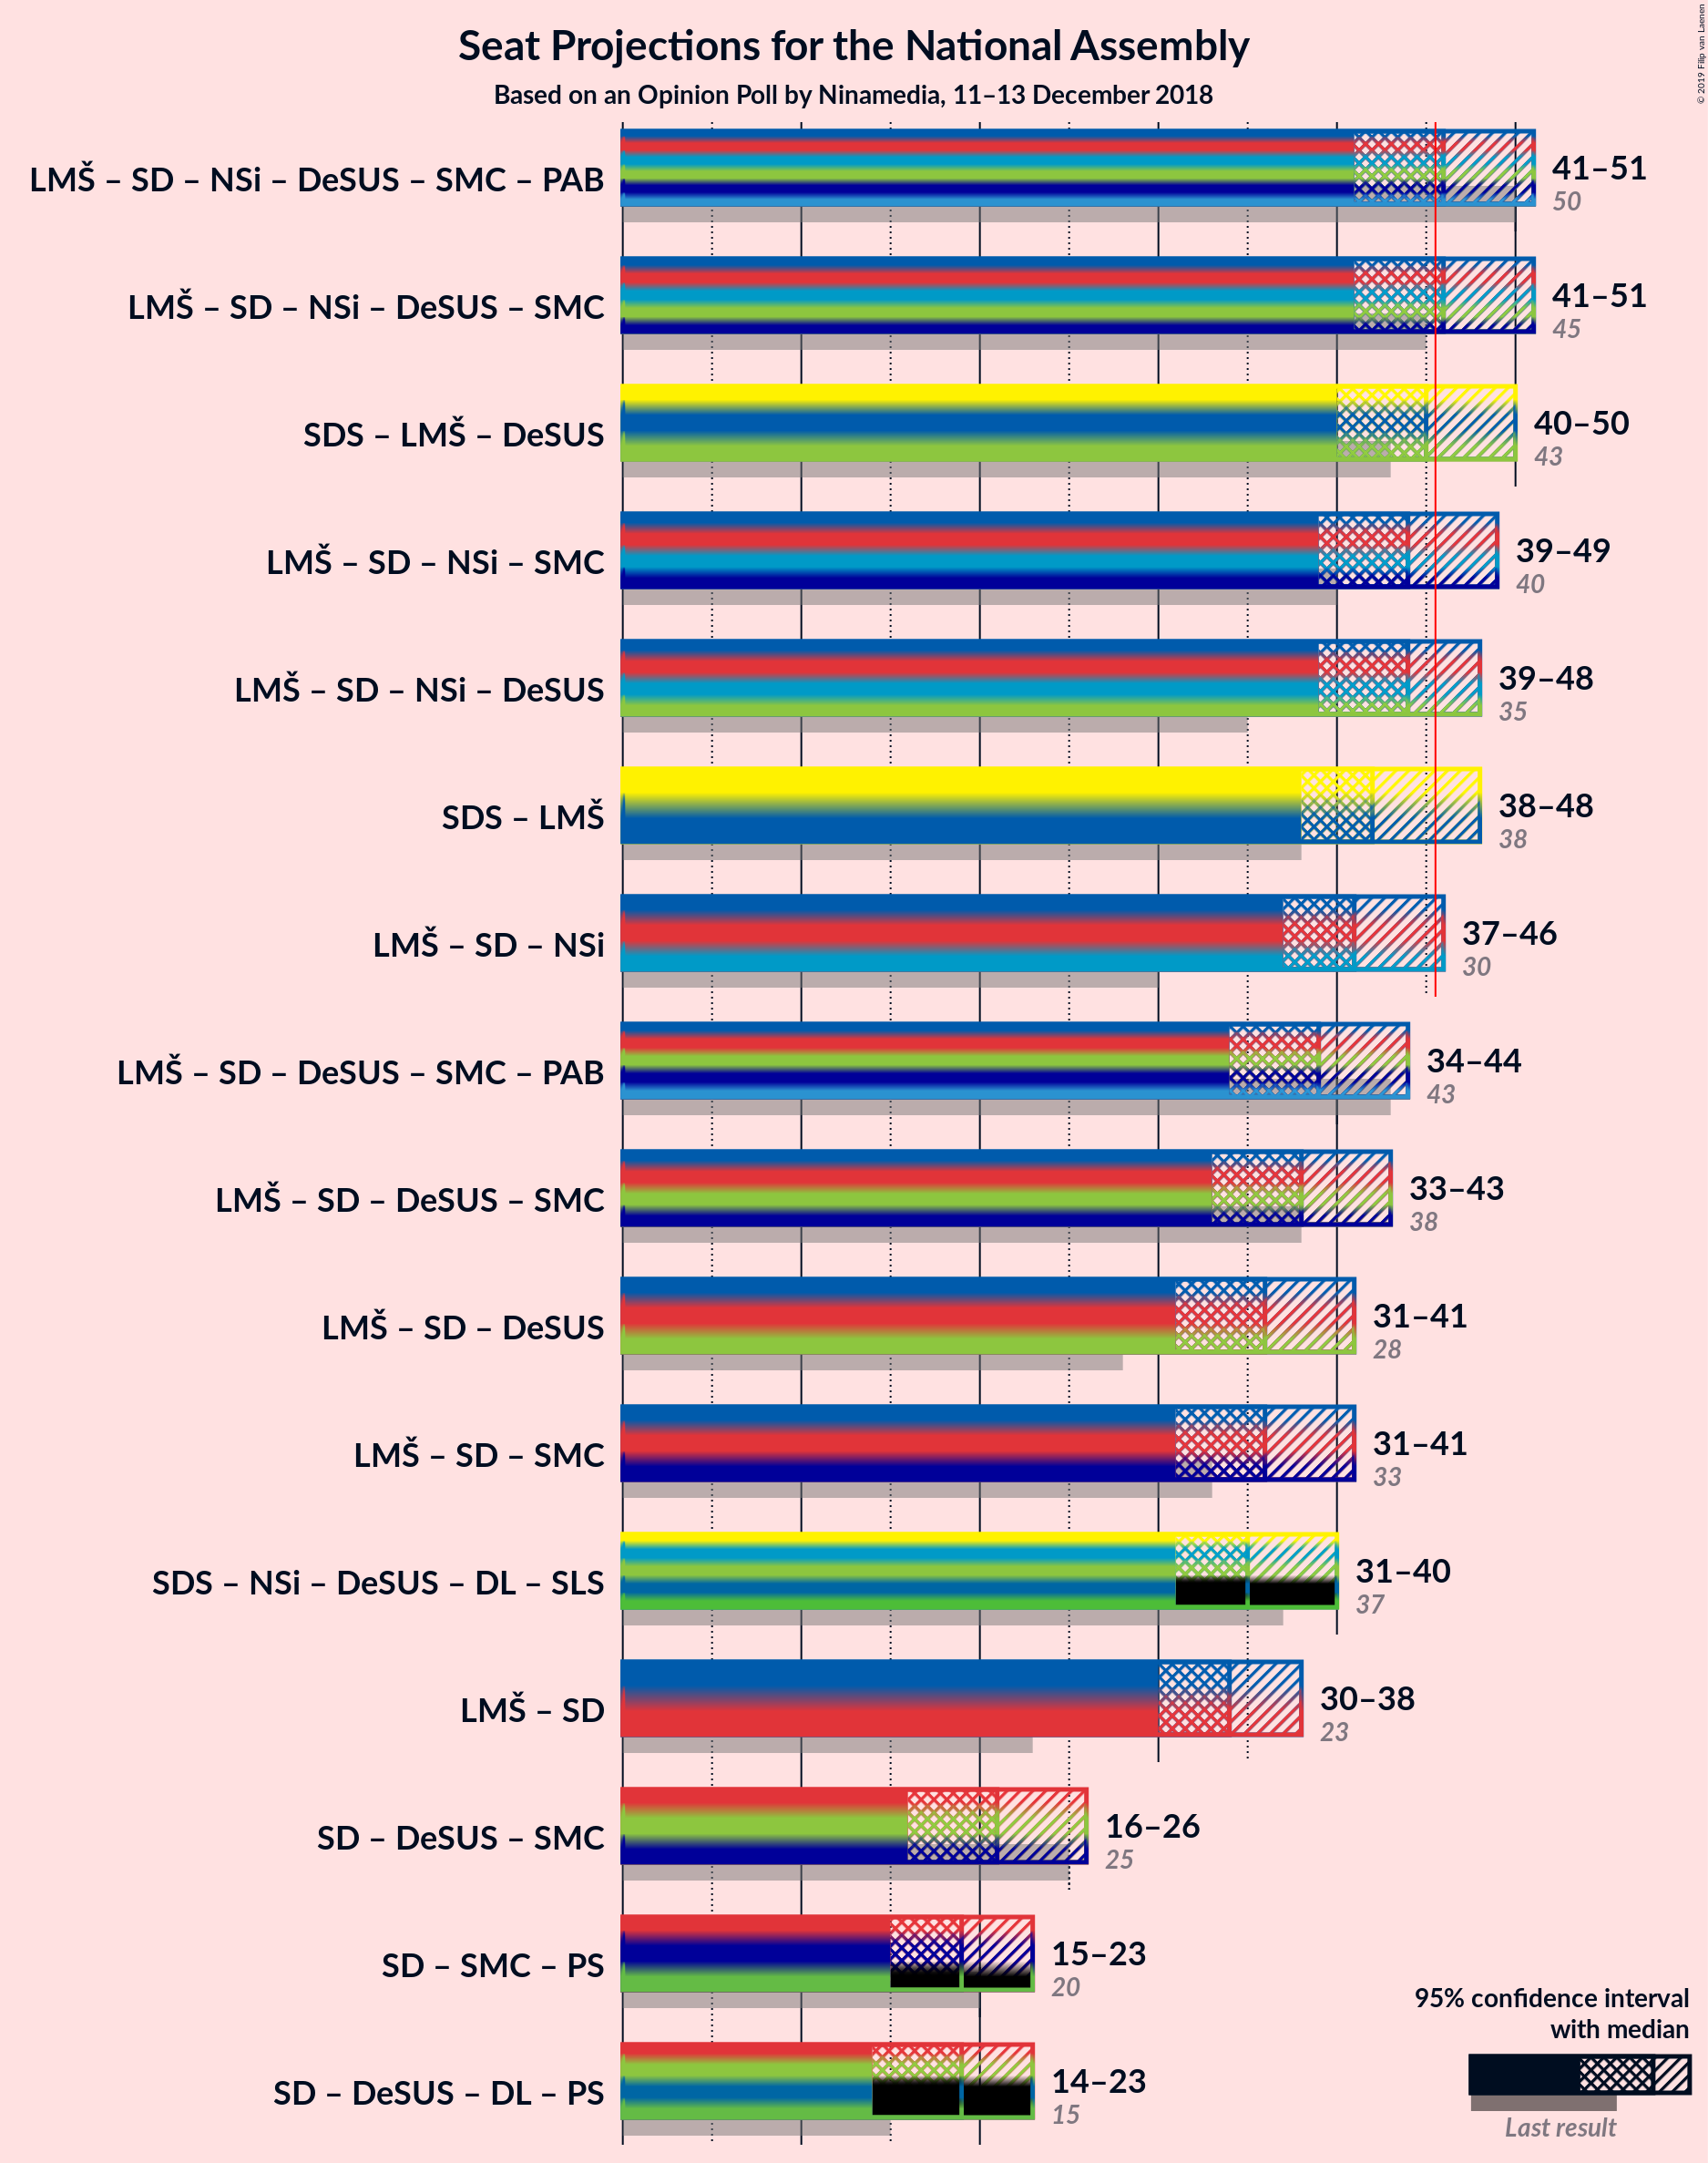 Seat Projections for the National Assembly
Based on an Opinion Poll by Ninamedia, 11–13 December 2018
© 2019 Filip van Laenen
LMŠ – SD – NSi – DeSUS – SMC – PAB
41–51
50
LMŠ – SD – NSi – DeSUS – SMC
41–51
45
SDS – LMŠ – DeSUS
40–50
43
LMŠ – SD – NSi – SMC
39–49
40
LMŠ – SD – NSi – DeSUS
39–48
35
SDS – LMŠ
38–48
38
LMŠ – SD – NSi
37–46
30
LMŠ – SD – DeSUS – SMC – PAB
34–44
43
LMŠ – SD – DeSUS – SMC
33–43
38
LMŠ – SD – DeSUS
31–41
28
LMŠ – SD – SMC
31–41
33
SDS – NSi – DeSUS – DL – SLS
31–40
37
LMŠ – SD
30–38
23
SD – DeSUS – SMC
16–26
25
SD – SMC – PS
15–23
20
SD – DeSUS – DL – PS
14–23
15
95% confidence interval
with median
Last result